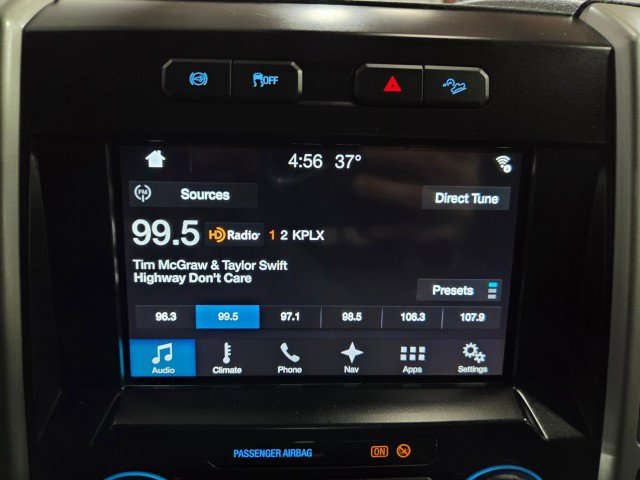 OFF
4:56 37°
FM Sources Direct Tune
99.5 HD Radio 1 2 KPLX
Tim McGraw & Taylor Swift
Highway Don't Care
Presets
96.3 99.5 97.1 98.5 106.3 107.9
Audio Climate Phone Nav Apps Settings
PASSENGER AIRBAG ON